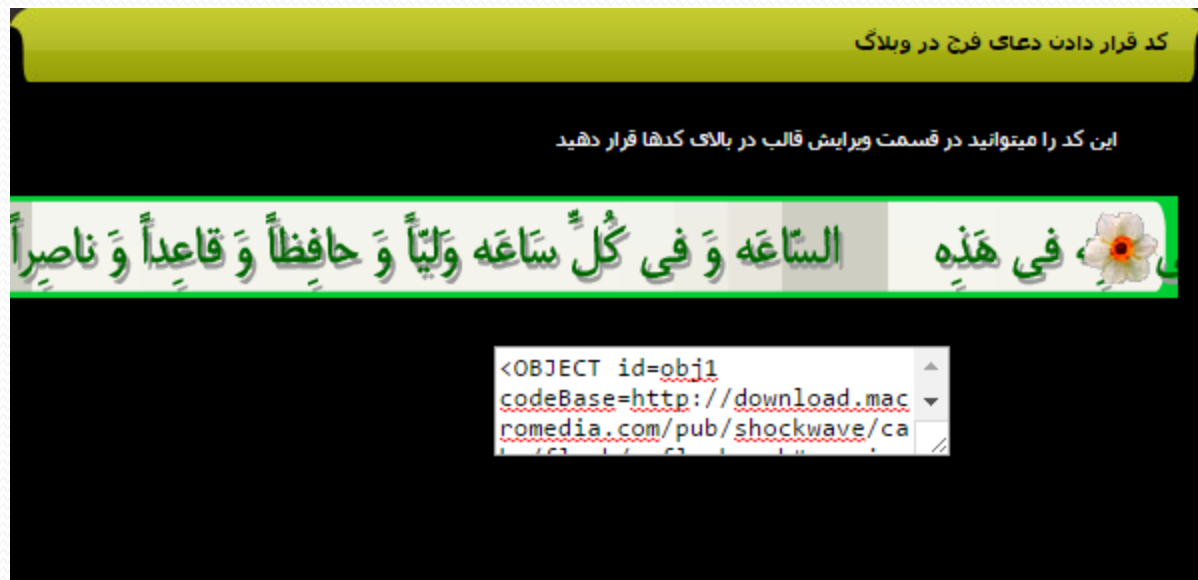 کد قرار دادن دعای فرج در وبلاگ
این کد را میتوانید در قسمت ویرایش قالب در بالای کدها قرار دهید
فی هَذِهِ السّاعَه وَ فی کُلِّ سَاعَه وَلیّاً وَ حافِظاً وَ قاعِداً وَ ناصِراً
<OBJECT id=obj1
codeBase=http://download.mac
romedia.com/pub/shockwave/ca